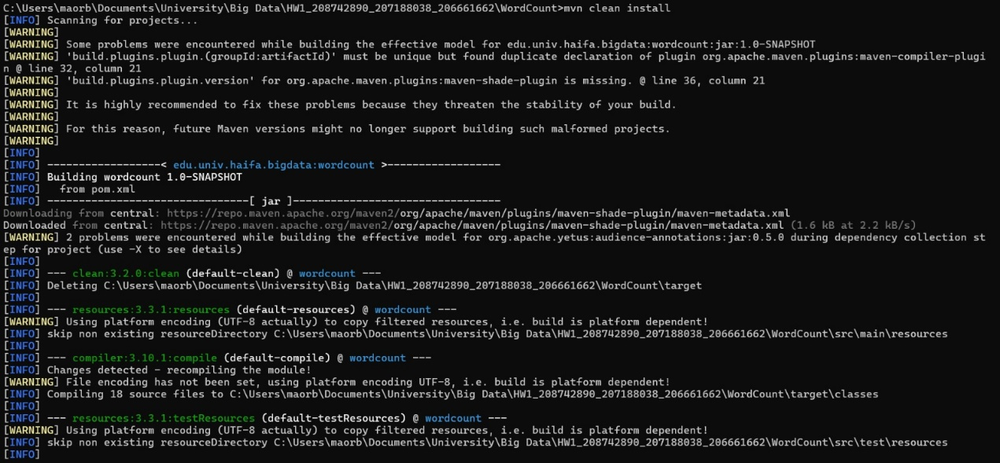 C:\Users\maorb\Documents\University\Big Data\HW1_208742890_207188038_206661662\WordCount>mvn clean install
[INFO] Scanning for projects...
[WARNING]
[WARNING] Some problems were encountered while building the effective model for edu.univ.haifa.bigdata:wordcount:jar:1.0-SNAPSHOT
[WARNING] 'build.plugins.plugin.(groupId:artifactId)' must be unique but found duplicate declaration of plugin org.apache.maven.plugins:maven-compiler-plugi
n @ line 32, column 21
[WARNING] 'build.plugins.plugin.version' for org.apache.maven.plugins:maven-shade-plugin is missing. @ line 36, column 21
[WARNING]
[WARNING] It is highly recommended to fix these problems because they threaten the stability of your build.
[WARNING]
[WARNING] For this reason, future Maven versions might no longer support building such malformed projects.
[WARNING]
[INFO]
[INFO] ------------------< edu.univ.haifa.bigdata:wordcount >------------------
[INFO] Building wordcount 1.0-SNAPSHOT
[INFO]   from pom.xml
[INFO] --------------------------------[ jar ]---------------------------------
Downloading from central: https://repo.maven.apache.org/maven2/org/apache/maven/plugins/maven-shade-plugin/maven-metadata.xml
Downloaded from central: https://repo.maven.apache.org/maven2/org/apache/maven/plugins/maven-shade-plugin/maven-metadata.xml (1.6 kB at 2.2 kB/s)
[WARNING] 2 problems were encountered while building the effective model for org.apache.yetus:audience-annotations:jar:0.5.0 during dependency collection st
ep for project (use -X to see details)
[INFO]
[INFO] --- clean:3.2.0:clean (default-clean) @ wordcount ---
[INFO] Deleting C:\Users\maorb\Documents\University\Big Data\HW1_208742890_207188038_206661662\WordCount\target
[INFO]
[INFO] --- resources:3.3.1:resources (default-resources) @ wordcount ---
[WARNING] Using platform encoding (UTF-8 actually) to copy filtered resources, i.e. build is platform dependent!
[INFO] skip non existing resourceDirectory C:\Users\maorb\Documents\University\Big Data\HW1_208742890_207188038_206661662\WordCount\src\main\resources
[INFO]
[INFO] --- compiler:3.10.1:compile (default-compile) @ wordcount ---
[INFO] Changes detected - recompiling the module!
[WARNING] File encoding has not been set, using platform encoding UTF-8, i.e. build is platform dependent!
[INFO] Compiling 18 source files to C:\Users\maorb\Documents\University\Big Data\HW1_208742890_207188038_206661662\WordCount\target\classes
[INFO]
[INFO] --- resources:3.3.1:testResources (default-testResources) @ wordcount ---
[WARNING] Using platform encoding (UTF-8 actually) to copy filtered resources, i.e. build is platform dependent!
[INFO] skip non existing resourceDirectory C:\Users\maorb\Documents\University\Big Data\HW1_208742890_207188038_206661662\WordCount\src\test\resources
[INFO]